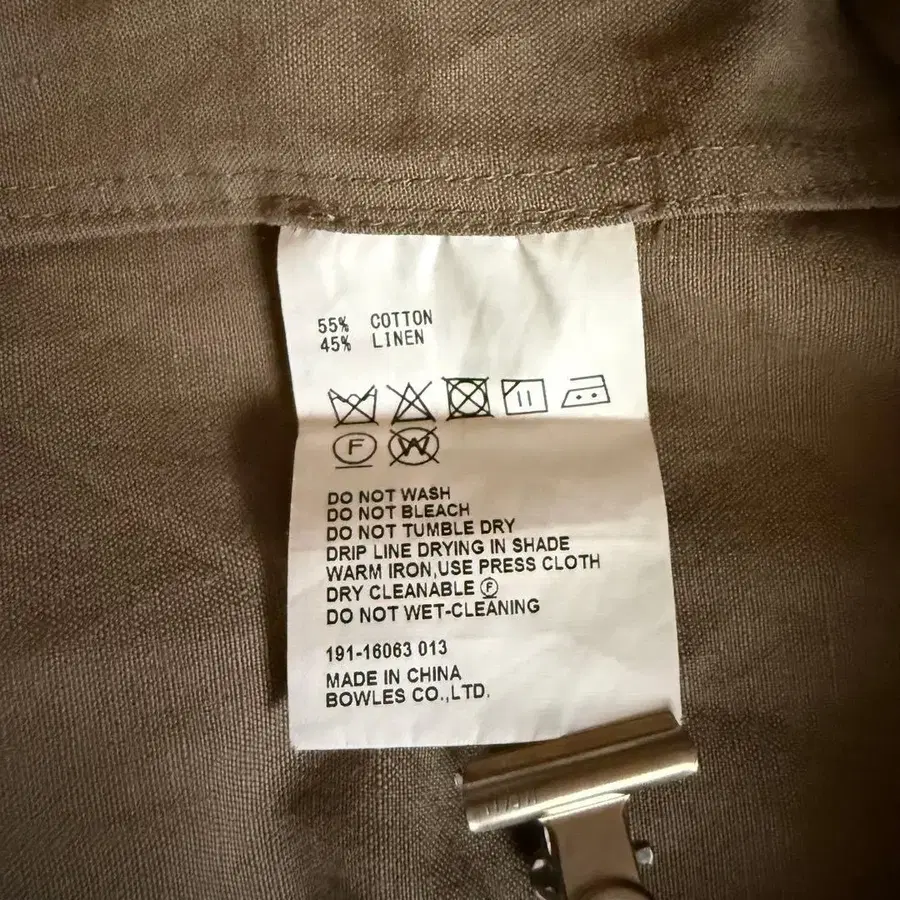 55% COTTON
45% LINEN
F W
DO NOT WASH
DO NOT BLEACH
DO NOT TUMBLE DRY
DRIP LINE DRYING IN SHADE
WARM IRON,USE PRESS CLOTH
DRY CLEANABLE Ⓕ
DO NOT WET-CLEANING
191-16063 013
MADE IN CHINA
BOWLES CO.,LTD.